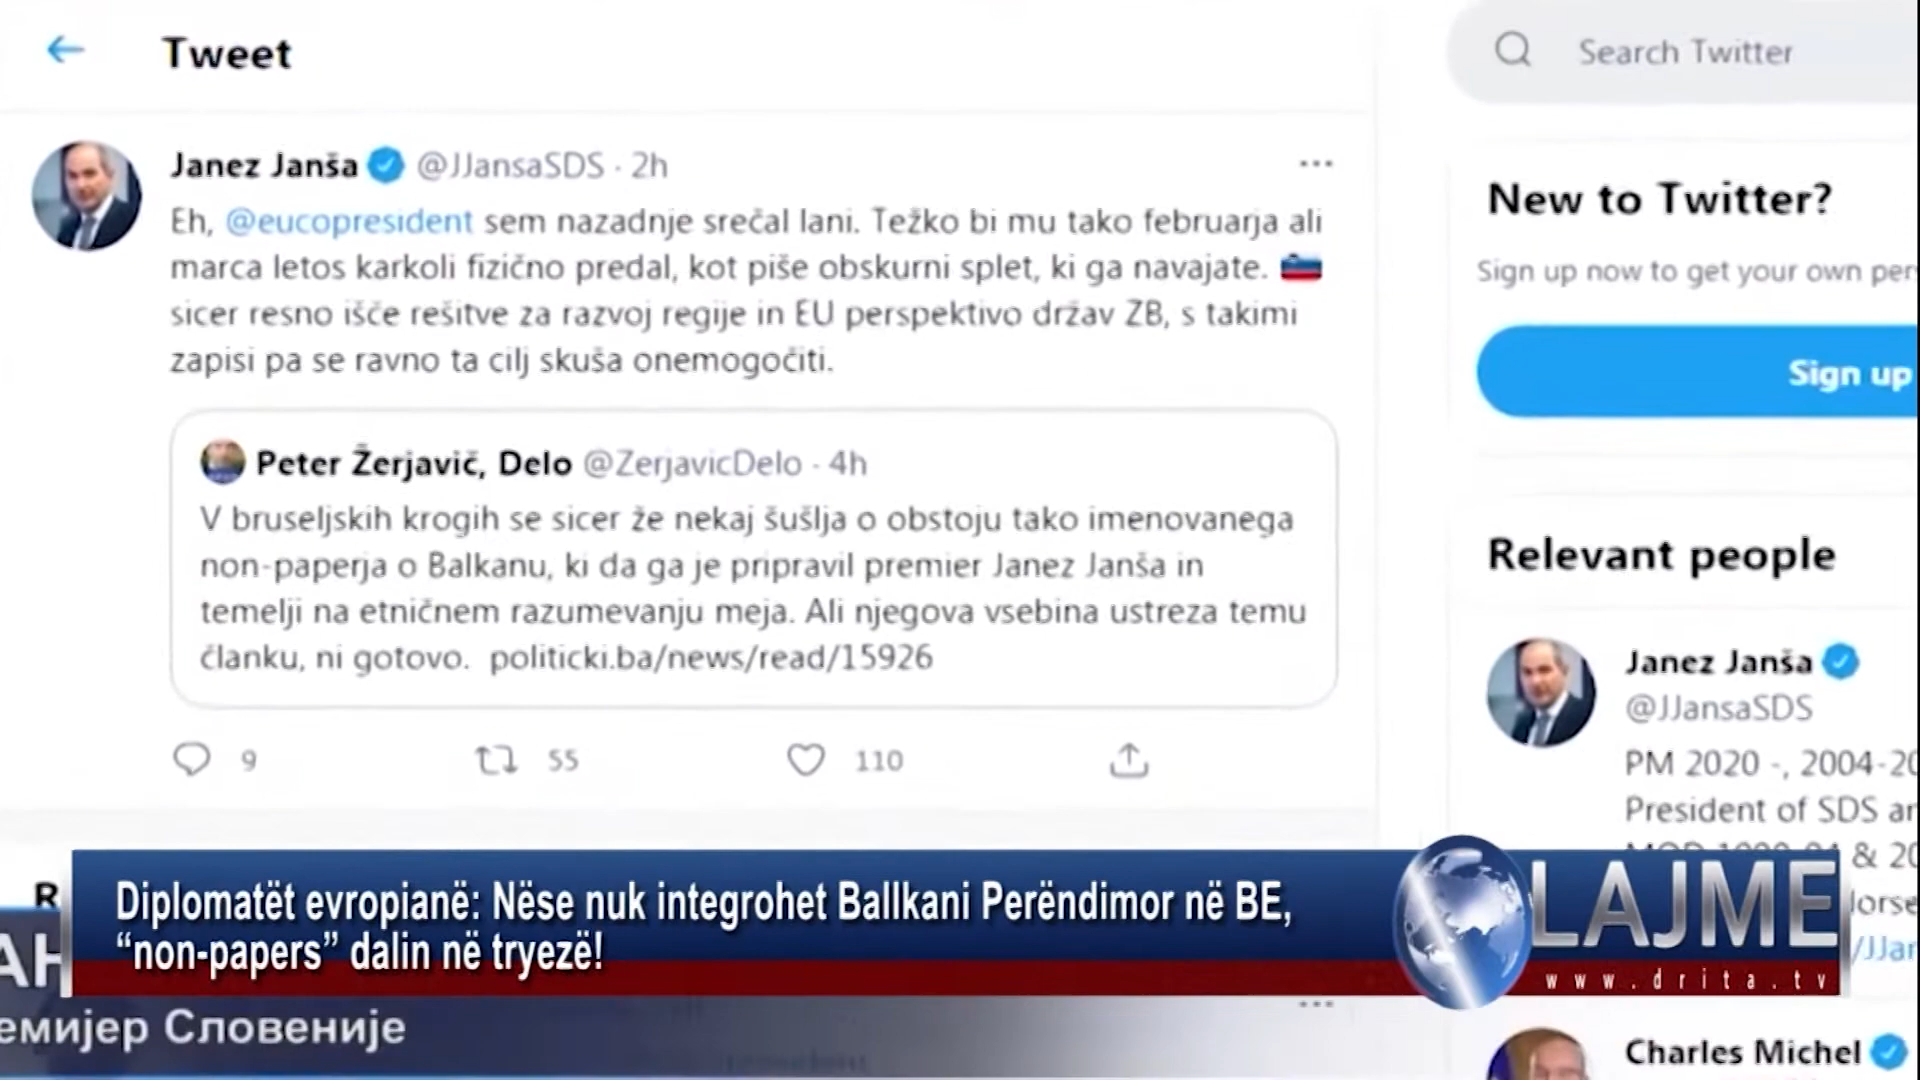 Tweet
Search Twitter
Janez Janša @JJansaSDS · 2h
Eh, @eucopresident sem nazadnje srečal lani. Težko bi mu tako februarja ali
marca letos karkoli fizično predal, kot piše obskurni splet, ki ga navajate.
sicer resno išče rešitve za razvoj regije in EU perspektivo držav ZB, s takimi
zapisi pa se ravno ta cilj skuša onemogočiti.
Peter Žerjavič, Delo @ZerjavicDelo · 4h
V bruseljskih krogih se sicer že nekaj šušlja o obstoju tako imenovanega
non-paperja o Balkanu, ki da ga je pripravil premier Janez Janša in
temelji na etničnem razumevanju meja. Ali njegova vsebina ustreza temu
članku, ni gotovo. politicki.ba/news/read/15926
9 55 110
New to Twitter?
Sign up now to get your own per
Sign up
Relevant people
Janez Janša
@JJansaSDS
PM 2020 -, 2004-20
President of SDS an
& 20
Diplomatët evropianë: Nëse nuk integrohet Ballkani Perëndimor në BE,
“non-papers” dalin në tryezë!
LAJME
www.drita.tv
емијер Словеније
Charles Michel